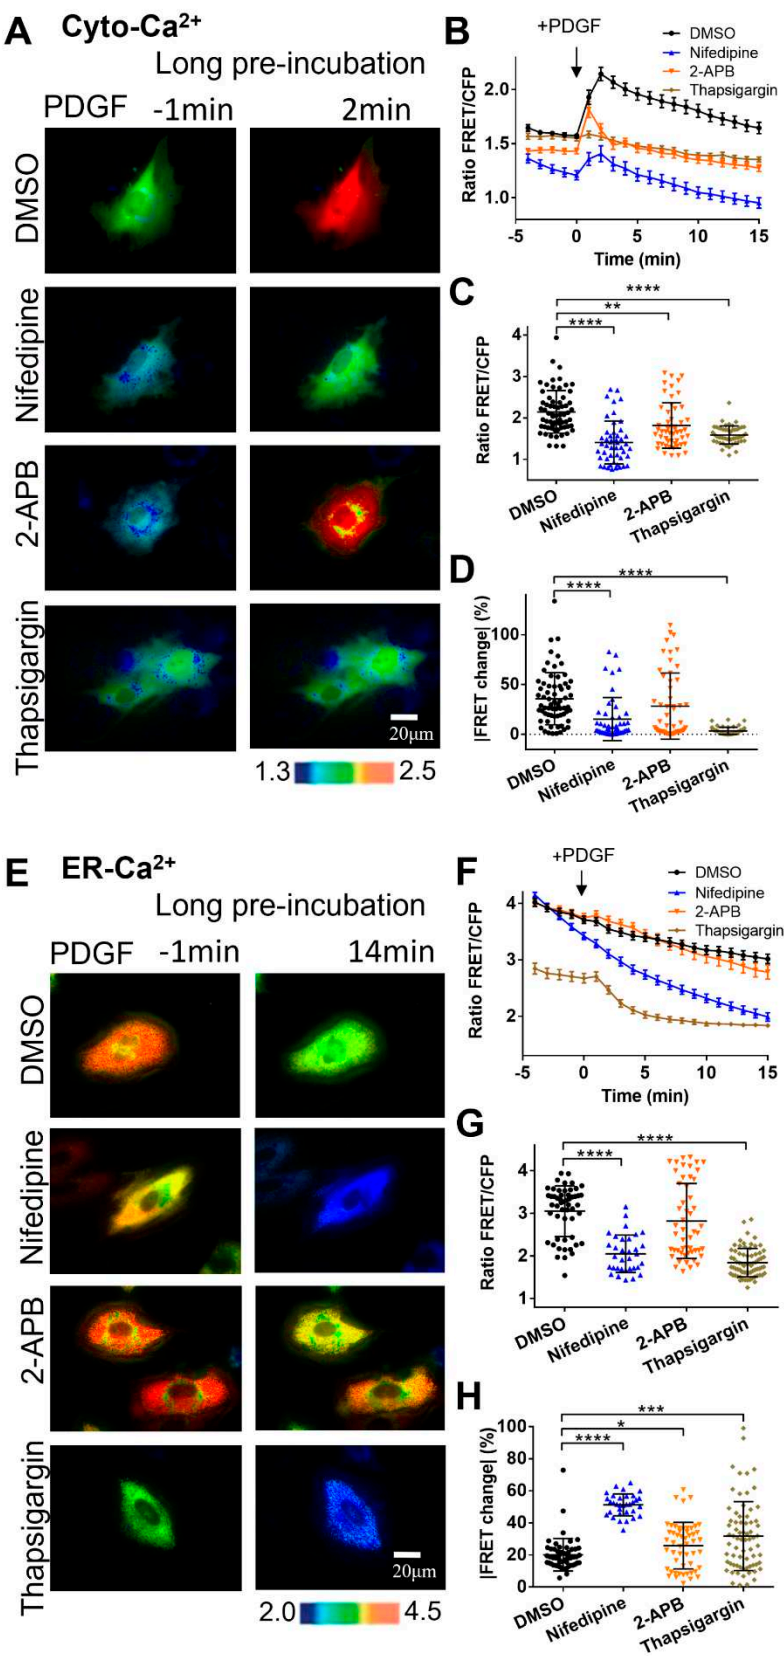 A Cyto-Ca²⁺
Long pre-incubation
PDGF -1min 2min
DMSO
Nifedipine
2-APB
Thapsigargin
20μm
1.3 2.5
B
+PDGF
DMSO
Nifedipine
2-APB
Thapsigargin
Ratio FRET/CFP
2.0
1.5
1.0
-5 0 5 10 15
Time (min)
C
****
**
****
Ratio FRET/CFP
4
3
2
1
DMSO
Nifedipine
2-APB
Thapsigargin
D
****
****
|FRET change| (%)
100
50
0
DMSO
Nifedipine
2-APB
Thapsigargin
E ER-Ca²⁺
Long pre-incubation
PDGF -1min 14min
DMSO
Nifedipine
2-APB
Thapsigargin
20μm
2.0 4.5
F
+PDGF
DMSO
Nifedipine
2-APB
Thapsigargin
Ratio FRET/CFP
4
3
2
-5 0 5 10 15
Time (min)
G
****
****
Ratio FRET/CFP
4
3
2
1
DMSO
Nifedipine
2-APB
Thapsigargin
H
***
*
****
|FRET change| (%)
100
80
60
40
20
0
DMSO
Nifedipine
2-APB
Thapsigargin